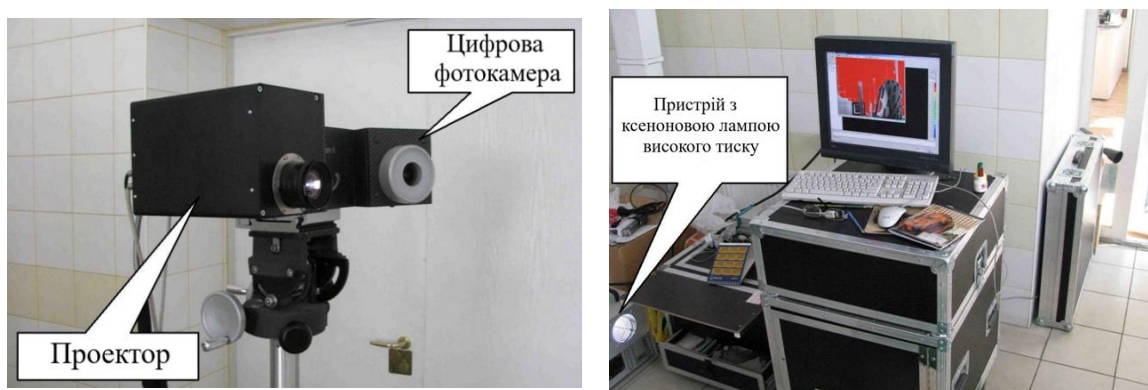 Цифрова
фотокамера
Проектор
Пристрій з
ксеноновою лампою
високого тиску